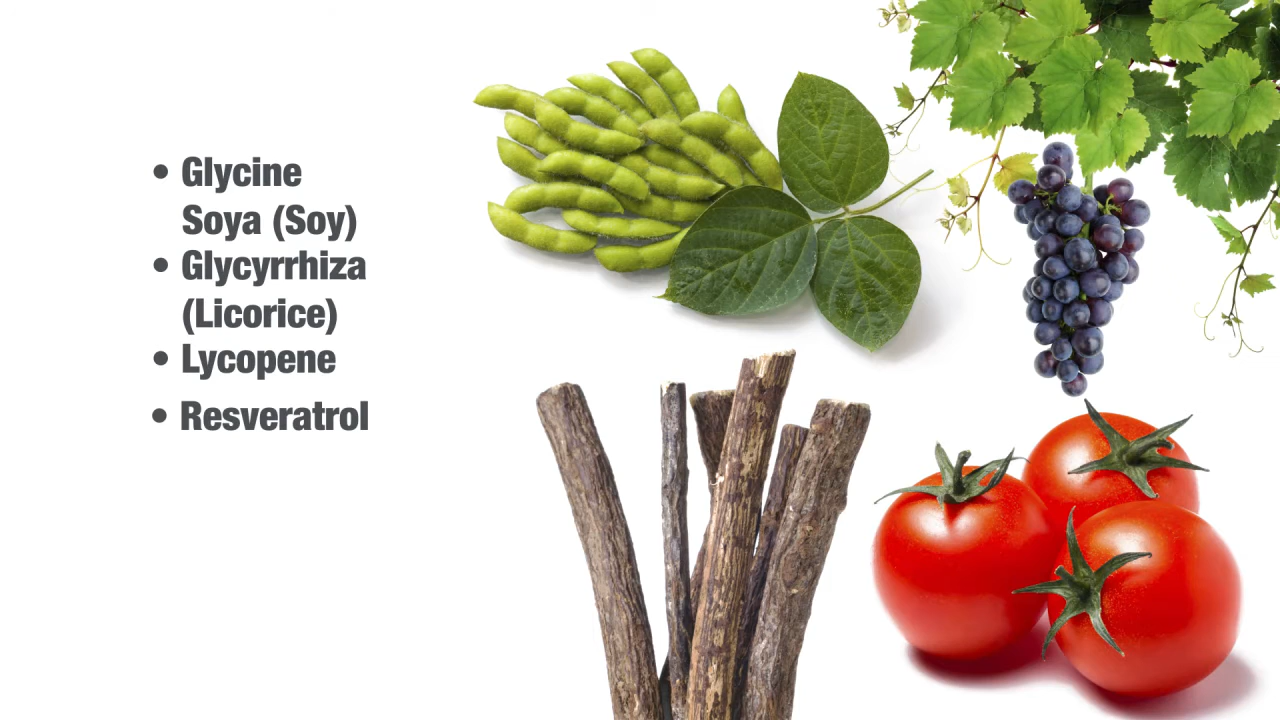 • Glycine
Soya (Soy)
• Glycyrrhiza
(Licorice)
• Lycopene
• Resveratrol